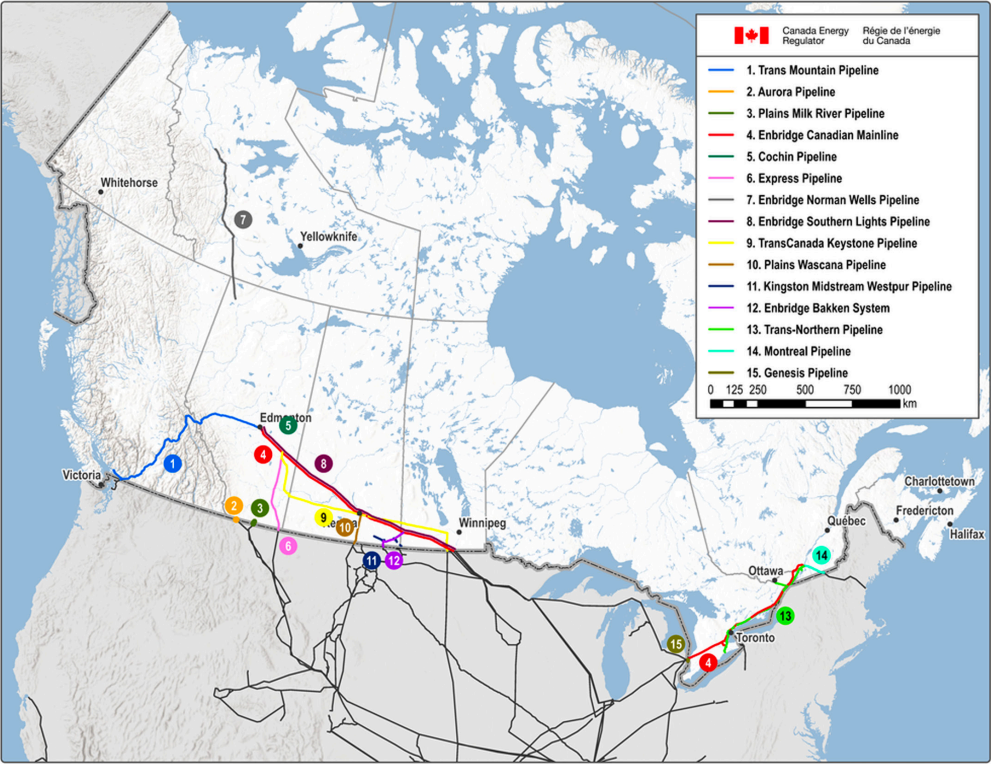 Canada Energy Régie de l'énergie
Regulator du Canada
1. Trans Mountain Pipeline
2. Aurora Pipeline
3. Plains Milk River Pipeline
4. Enbridge Canadian Mainline
5. Cochin Pipeline
6. Express Pipeline
7. Enbridge Norman Wells Pipeline
8. Enbridge Southern Lights Pipeline
9. TransCanada Keystone Pipeline
10. Plains Wascana Pipeline
11. Kingston Midstream Westpur Pipeline
12. Enbridge Bakken System
13. Trans-Northern Pipeline
14. Montreal Pipeline
15. Genesis Pipeline
0 125 250 500 750 1000
km
Whitehorse
7
Yellowknife
Edmonton
5
4
8
1
Victoria
2
3
9
10
6
11
12
Winnipeg
Charlottetown
Fredericton
Québec
Halifax
14
Ottawa
13
Toronto
15
4